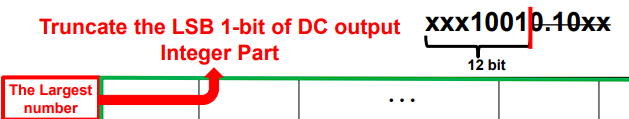 Truncate the LSB 1-bit of DC output
Integer Part
xxx10010.10xx
12 bit
The Largest
number
...